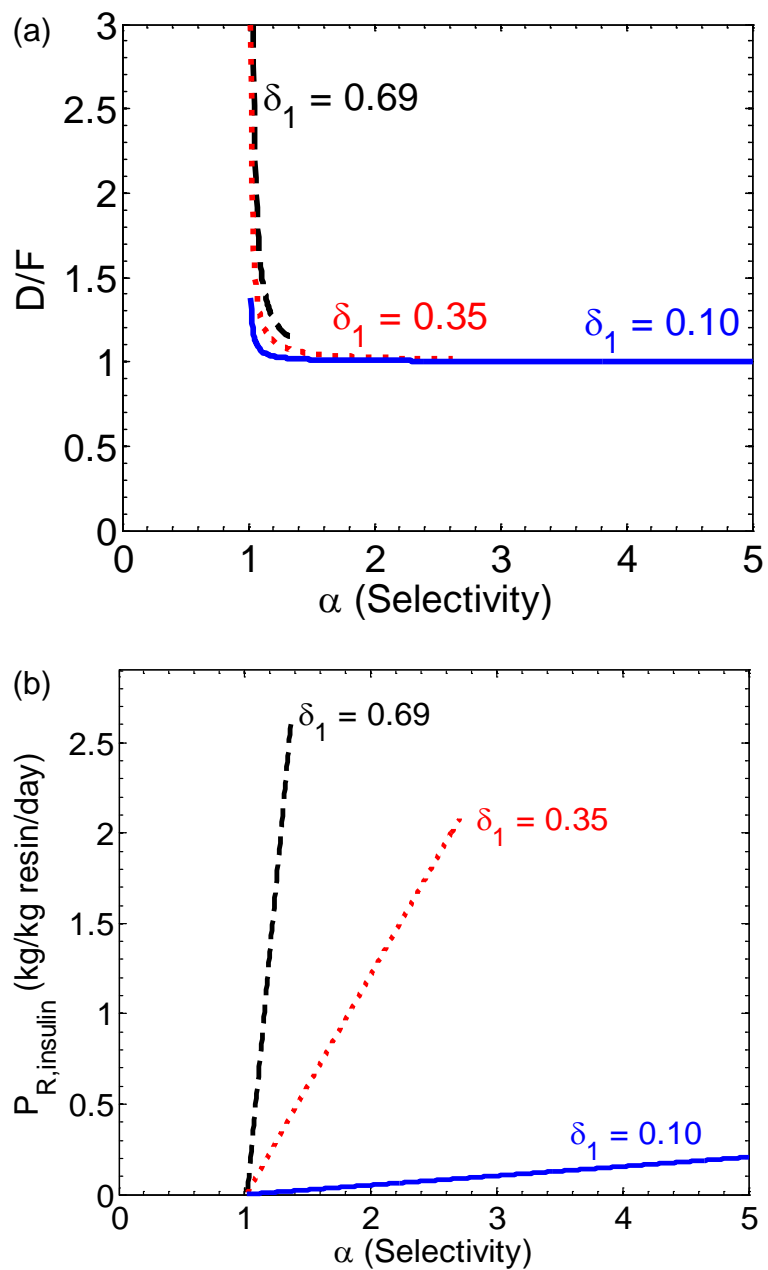 (a)
3
2.5
2
1.5
1
0.5
0
D/F
δ1 = 0.69
δ1 = 0.35
δ1 = 0.10
0 1 2 3 4 5
α (Selectivity)
(b)
2.5
2
1.5
1
0.5
0
PR,insulin (kg/kg resin/day)
δ1 = 0.69
δ1 = 0.35
δ1 = 0.10
0 1 2 3 4 5
α (Selectivity)